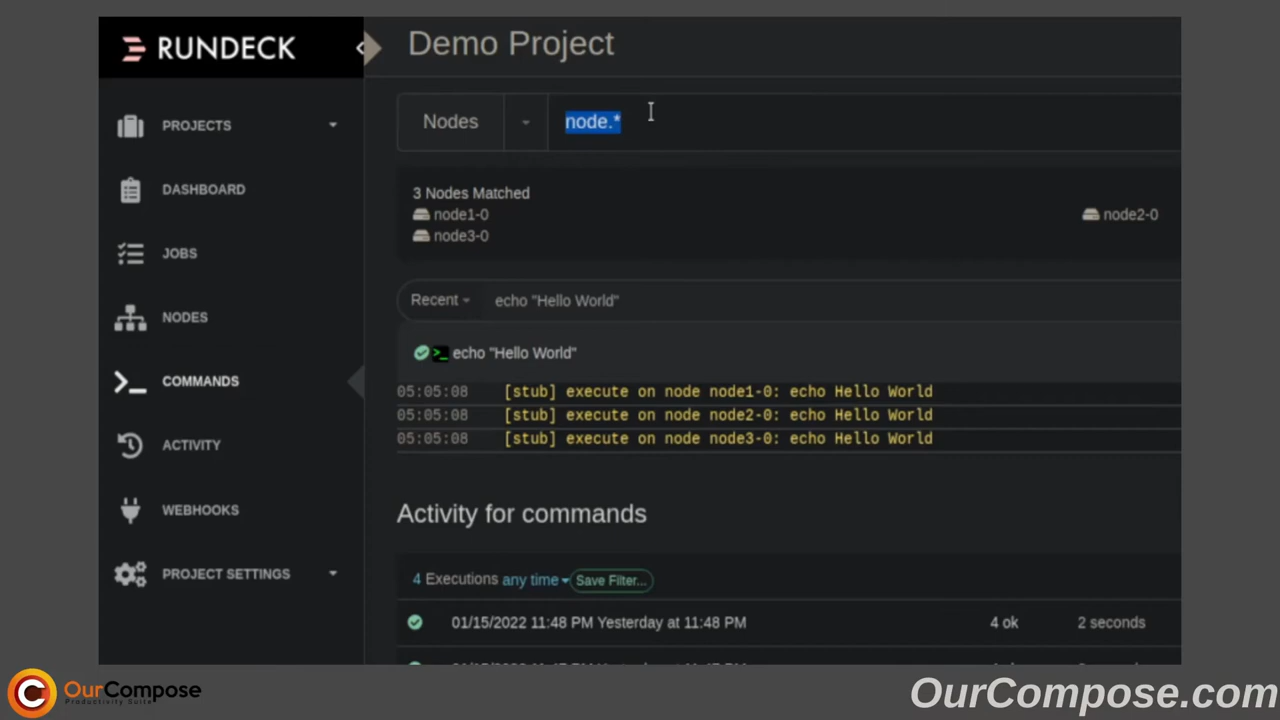 RUNDECK
Demo Project
PROJECTS
DASHBOARD
JOBS
NODES
COMMANDS
ACTIVITY
WEBHOOKS
PROJECT SETTINGS
Nodes node.*
3 Nodes Matched
node1-0 node2-0
node3-0
Recent echo "Hello World"
>_ echo "Hello World"
05:05:08 [stub] execute on node node1-0: echo Hello World
05:05:08 [stub] execute on node node2-0: echo Hello World
05:05:08 [stub] execute on node node3-0: echo Hello World
Activity for commands
4 Executions any time Save Filter...
01/15/2022 11:48 PM Yesterday at 11:48 PM 4 ok 2 seconds
OurCompose
Productivity Suite
OurCompose.com